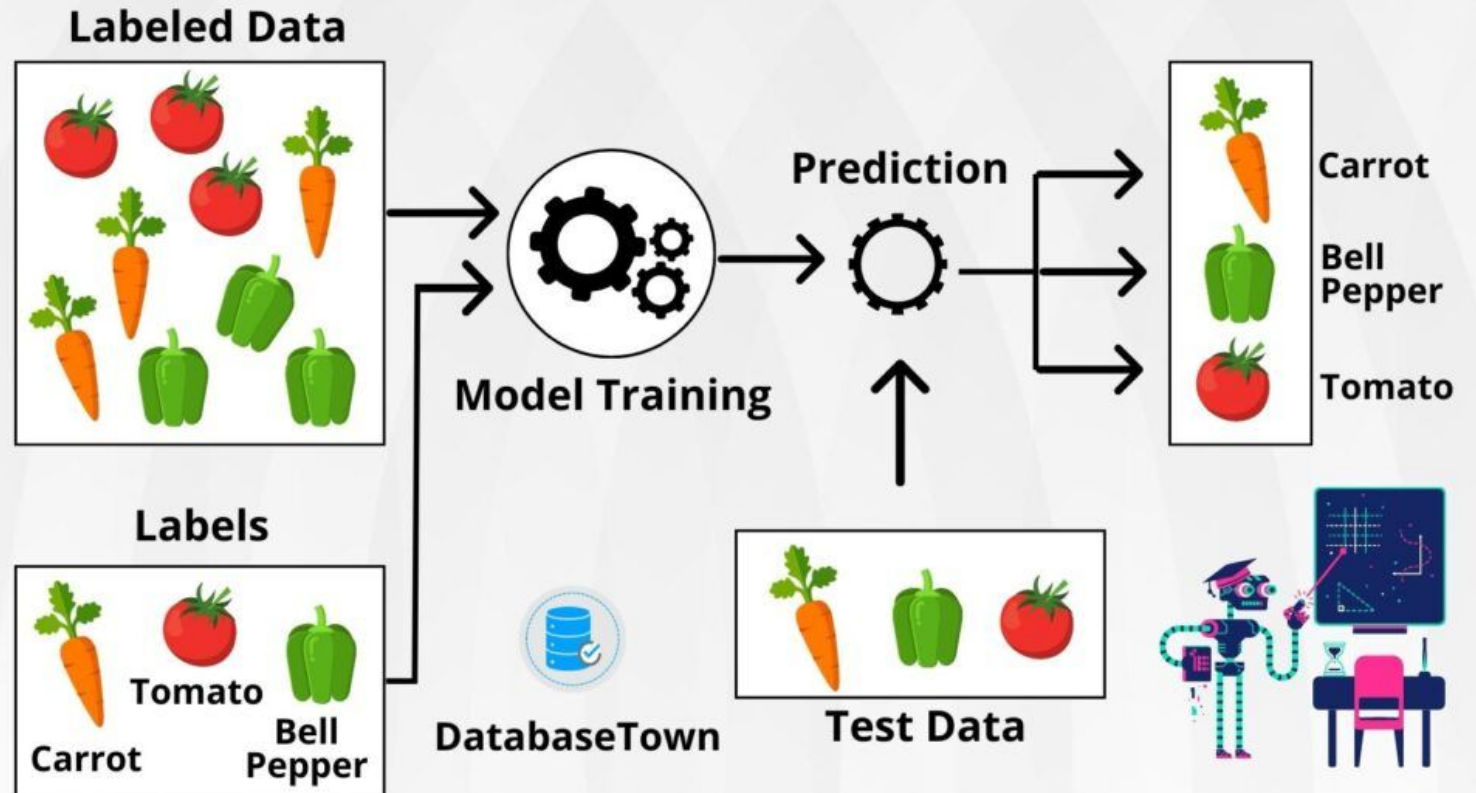 Labeled Data
Labels
Carrot
Tomato
Bell
Pepper
Model Training
DatabaseTown
Prediction
Test Data
Carrot
Bell
Pepper
Tomato